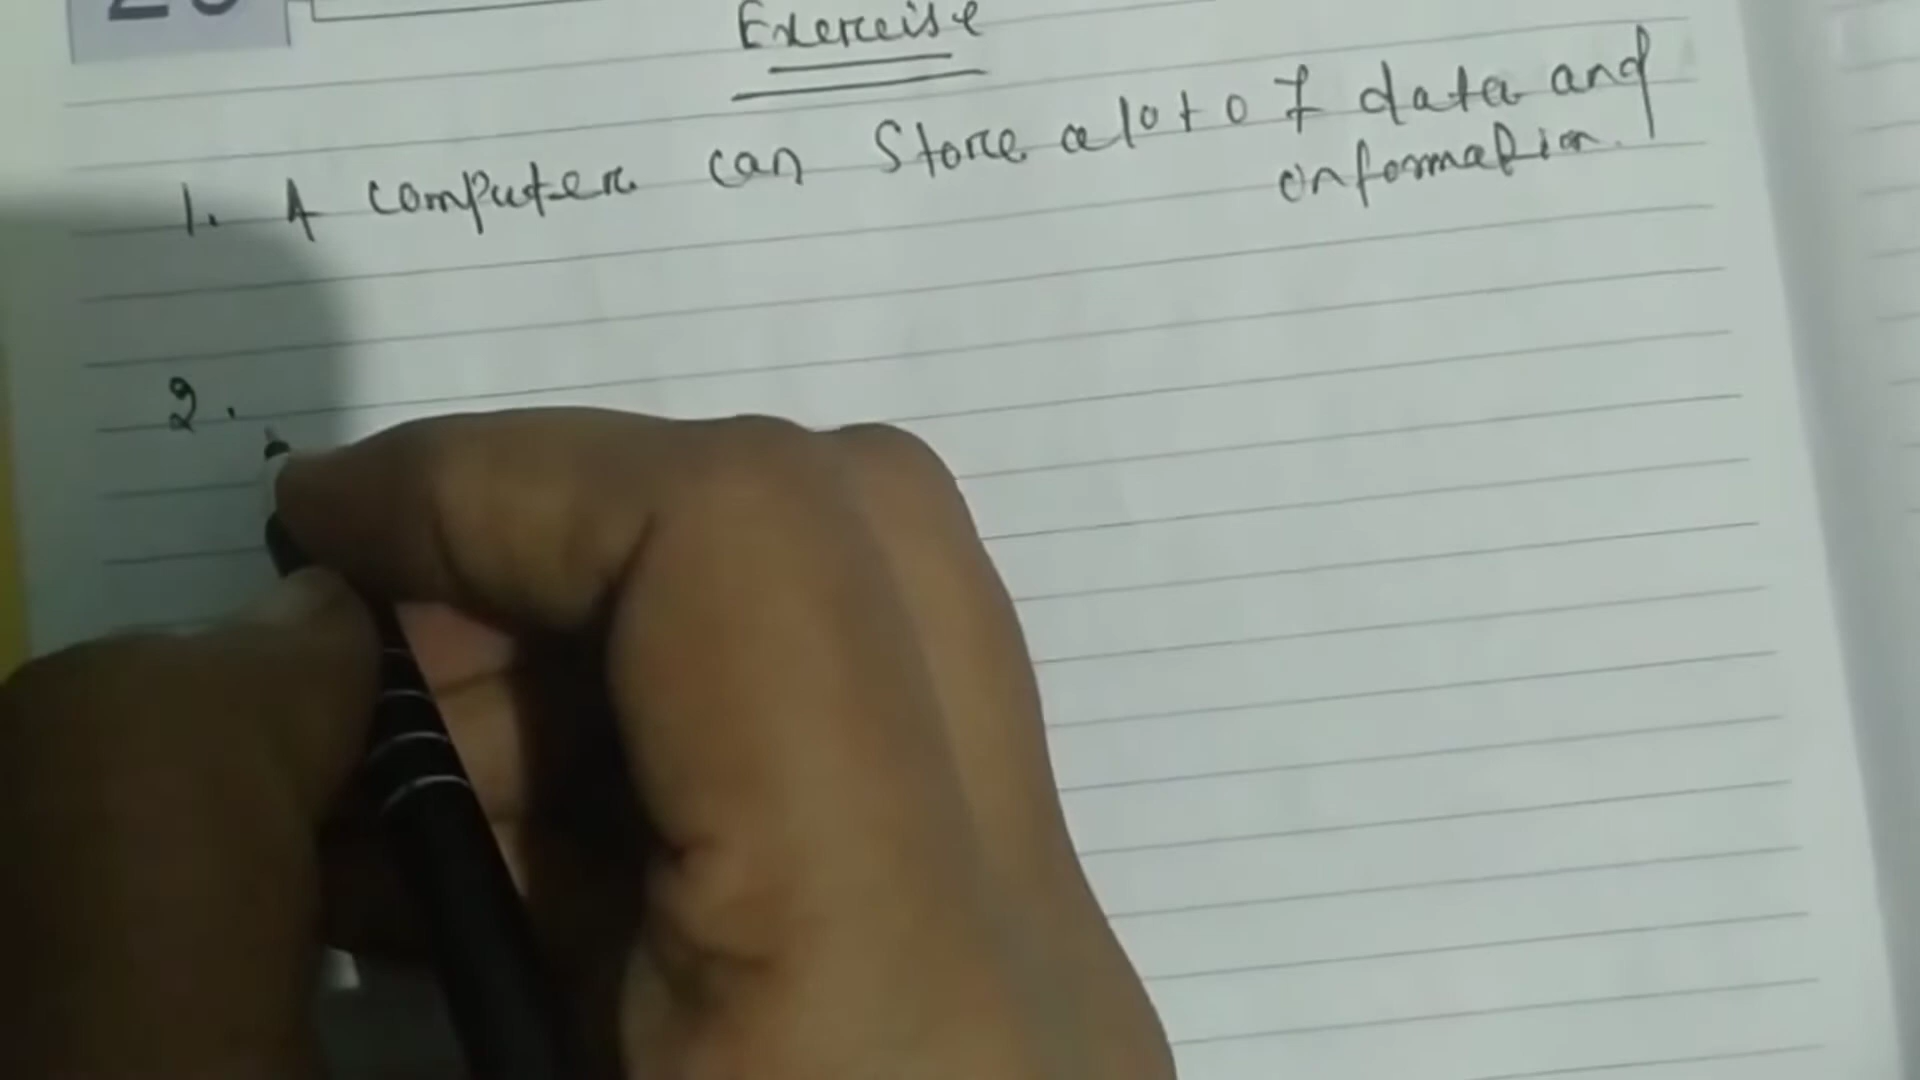 Exercise
1. A computer can Store a lot of data and
information.
2.